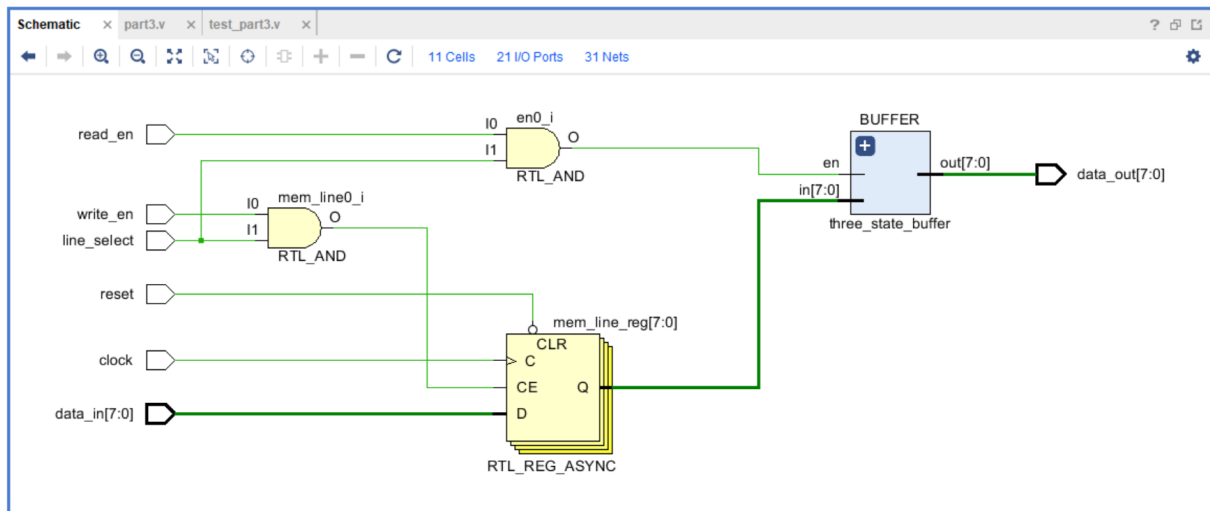 Schematic × part3.v × test_part3.v × ?
11 Cells 21 I/O Ports 31 Nets
en0_i
I0
read_en
O
I1
RTL_AND
BUFFER
en
out[7:0]
data_out[7:0]
in[7:0]
three_state_buffer
mem_line0_i
I0
write_en
O
I1
line_select
RTL_AND
reset
mem_line_reg[7:0]
CLR
clock
C
CE
Q
data_in[7:0]
D
RTL_REG_ASYNC